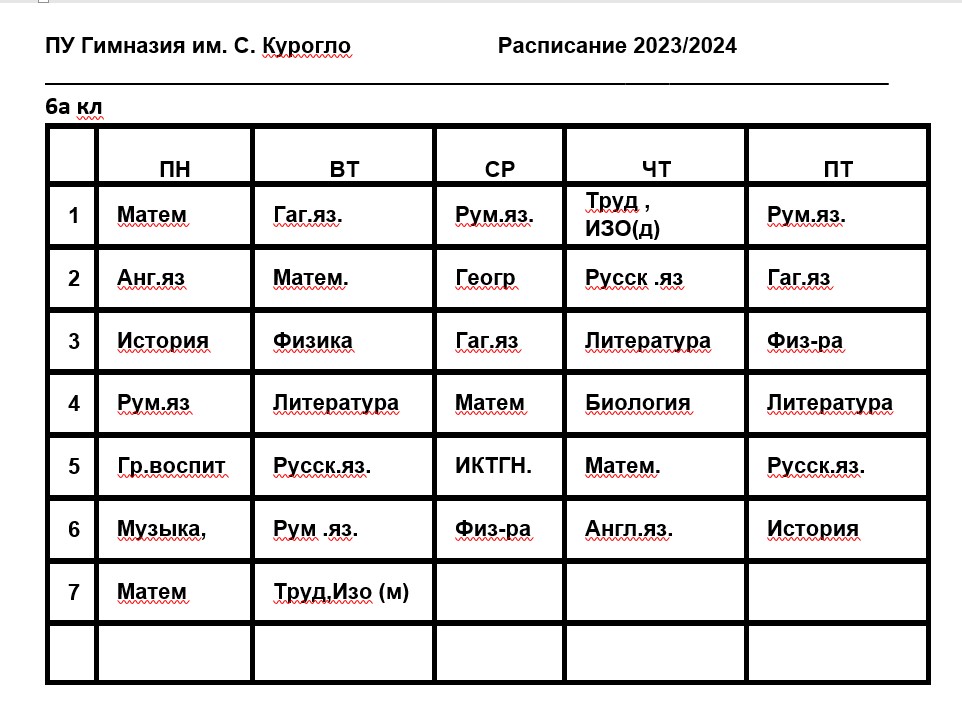 ПУ Гимназия им. С. Курогло Расписание 2023/2024
6а кл
ПН ВТ СР ЧТ ПТ
1 Матем Гаг.яз. Рум.яз. Труд , ИЗО(д) Рум.яз.
2 Анг.яз Матем. Геогр Русск .яз Гаг.яз
3 История Физика Гаг.яз Литература Физ-ра
4 Рум.яз Литература Матем Биология Литература
5 Гр.воспит Русск.яз. ИКТГН. Матем. Русск.яз.
6 Музыка, Рум .яз. Физ-ра Англ.яз. История
7 Матем Труд,Изо (м)